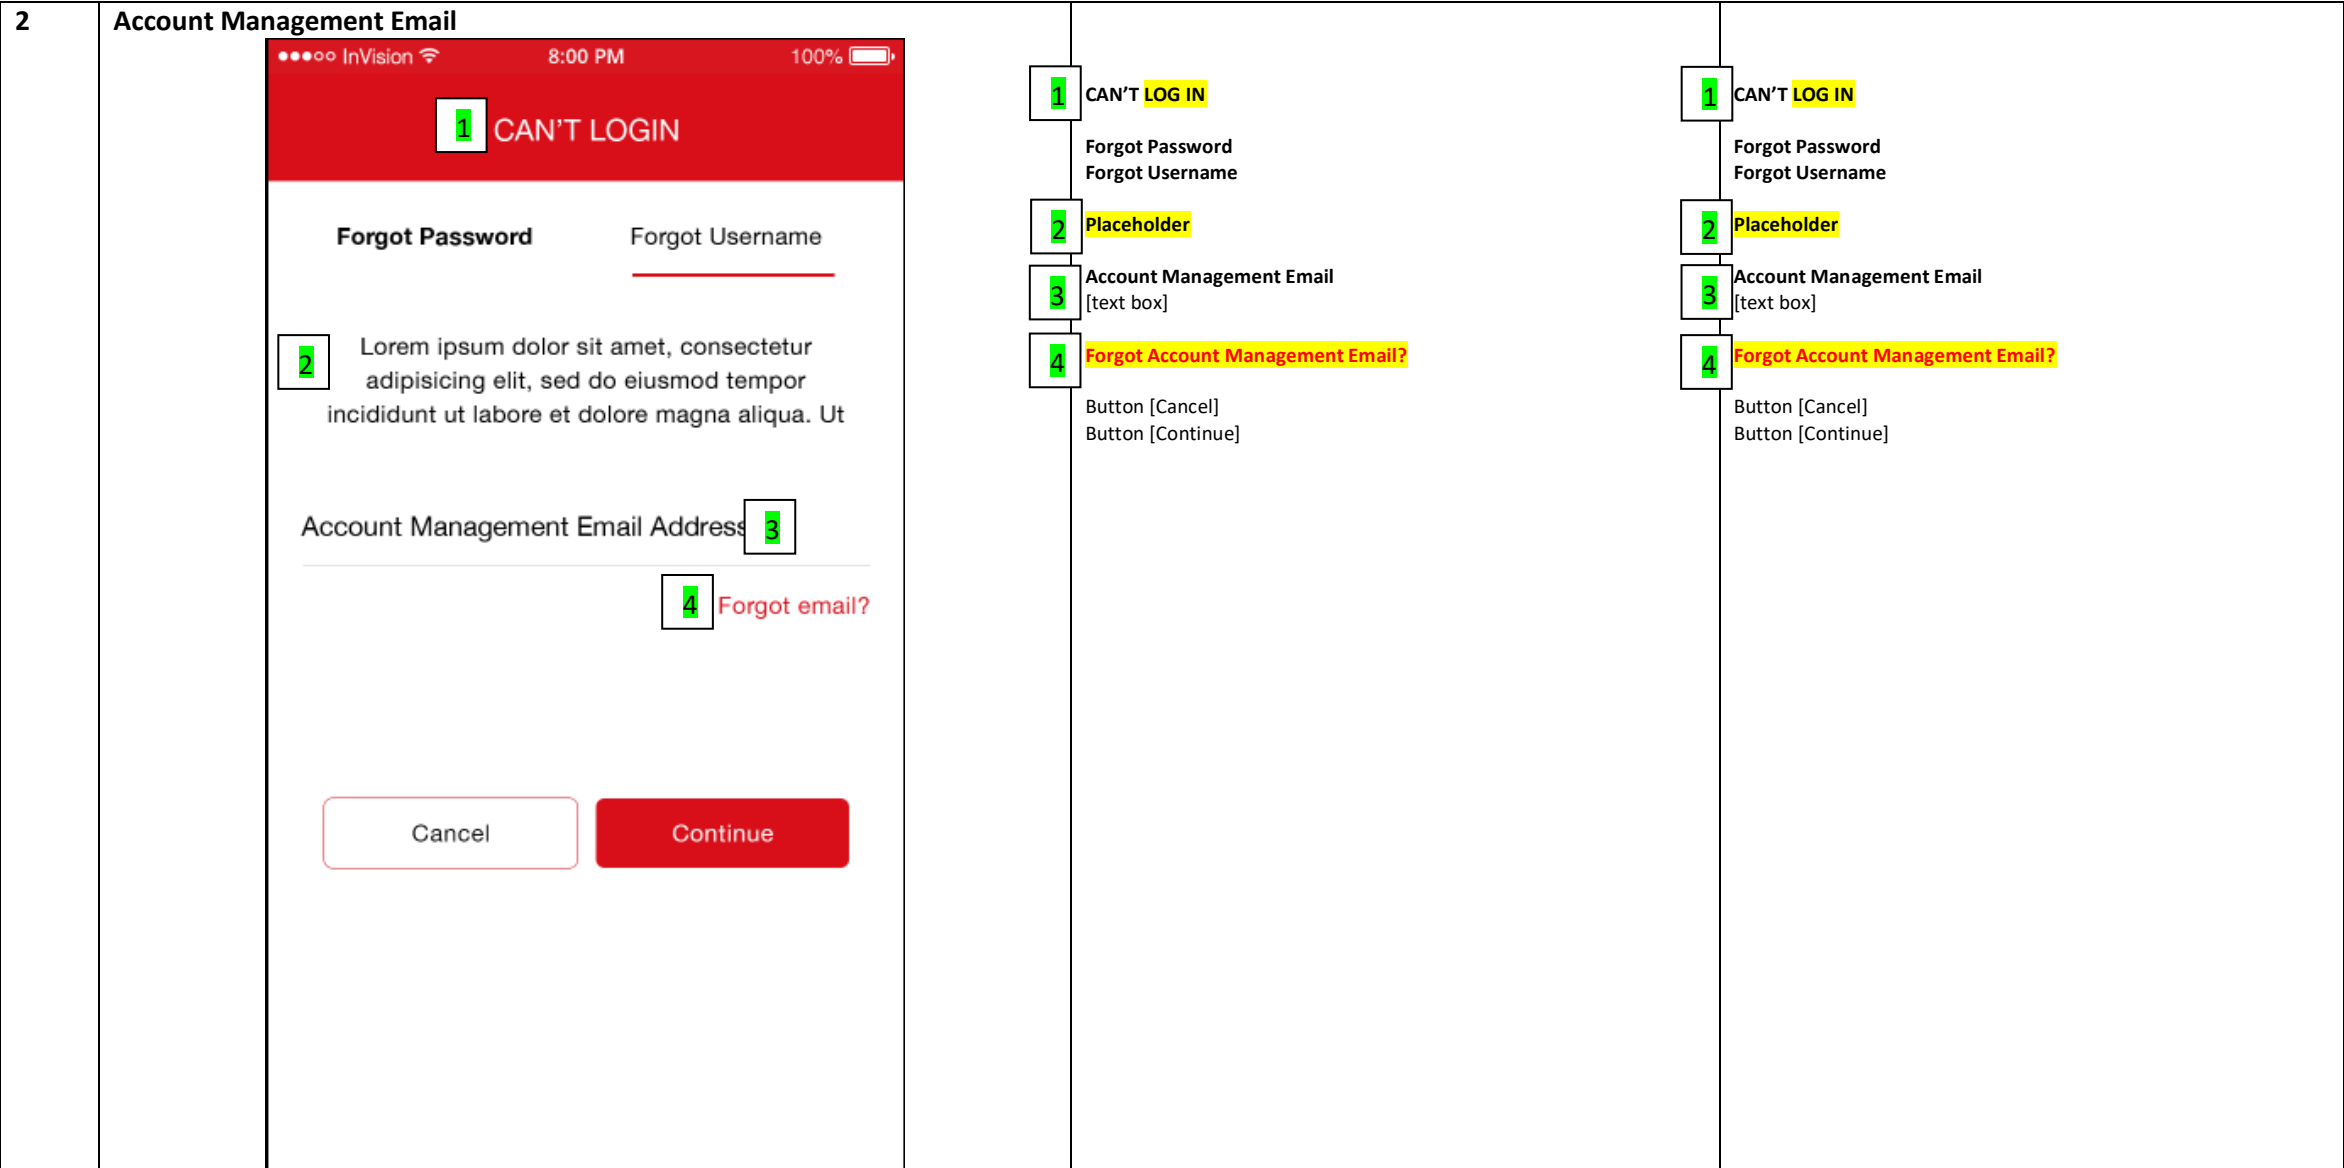 2
Account Management Email
InVision 8:00 PM 100%
1 CAN'T LOGIN
Forgot Password Forgot Username
2 Lorem ipsum dolor sit amet, consectetur
adipisicing elit, sed do eiusmod tempor
incididunt ut labore et dolore magna aliqua. Ut
Account Management Email Address 3
4 Forgot email?
Cancel Continue
1 CAN'T LOG IN
Forgot Password
Forgot Username
2 Placeholder
3 Account Management Email
[text box]
4 Forgot Account Management Email?
Button [Cancel]
Button [Continue]
1 CAN'T LOG IN
Forgot Password
Forgot Username
2 Placeholder
3 Account Management Email
[text box]
4 Forgot Account Management Email?
Button [Cancel]
Button [Continue]